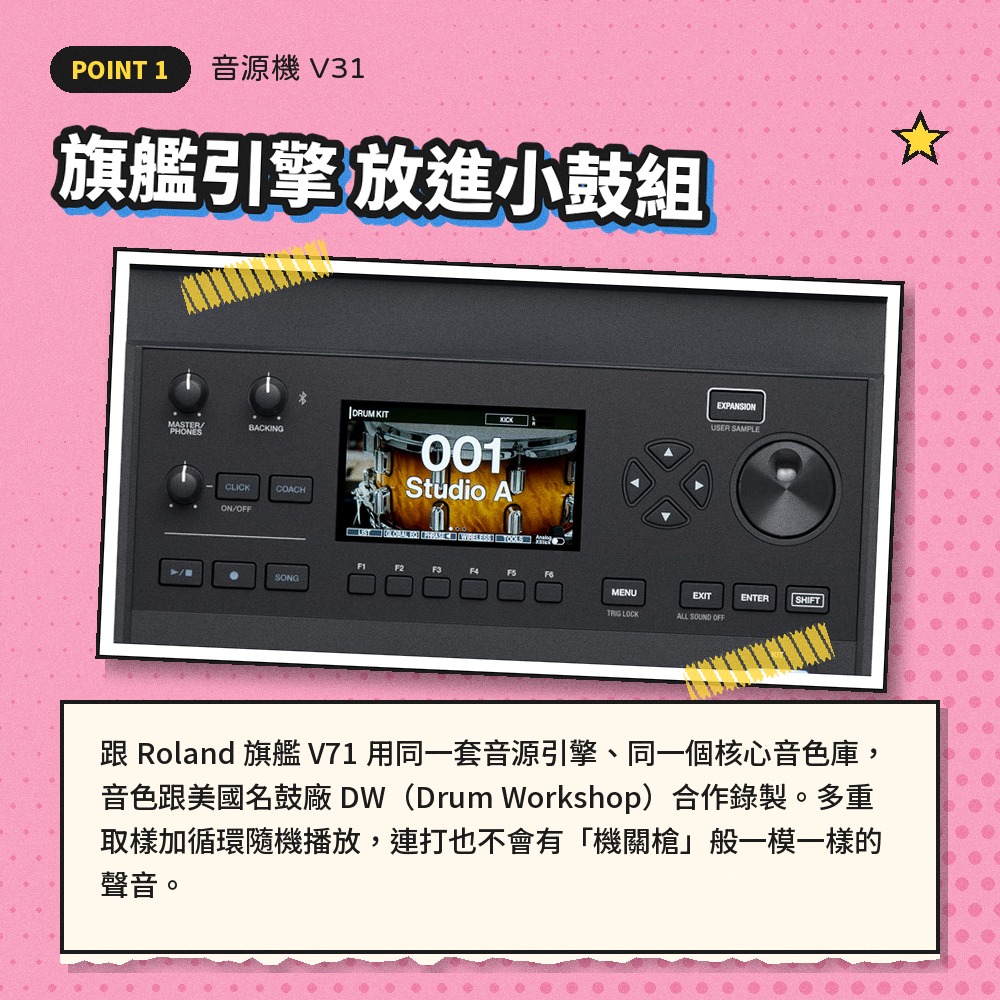 POINT 1
音源機 V31
旗艦引擎 放進小鼓組
MASTER/
PHONES
BACKING
EXPANSION
USER SAMPLE
DRUM KIT
KICK
L
R
001
Studio A
LIST
GLOBAL EQ
PHRASE
WIRELESS
TOOLS
CLICK
COACH
ON/OFF
SONG
F1
F2
F3
F4
F5
F6
MENU
TRIG LOCK
EXIT
ALL SOUND OFF
ENTER
SHIFT
KIT
跟 Roland 旗艦 V71 用同一套音源引擎、同一個核心音色庫，
音色跟美國名鼓廠 DW（Drum Workshop）合作錄製。多重
取樣加循環隨機播放，連打也不會有「機關槍」般一模一樣的
聲音。